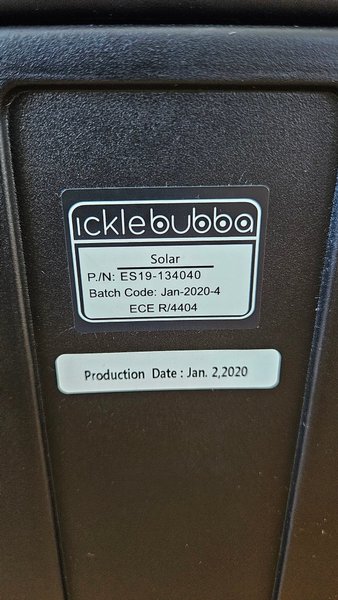 icklebubba
Solar
P./N: ES19-134040
Batch Code: Jan-2020-4
ECE R/4404
Production Date : Jan. 2,2020